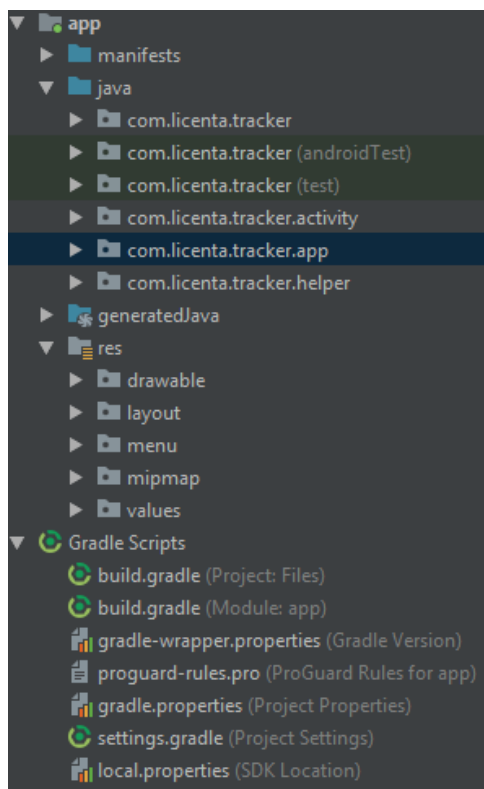 app
manifests
java
com.licenta.tracker
com.licenta.tracker (androidTest)
com.licenta.tracker (test)
com.licenta.tracker.activity
com.licenta.tracker.app
com.licenta.tracker.helper
generatedJava
res
drawable
layout
menu
mipmap
values
Gradle Scripts
build.gradle (Project: Files)
build.gradle (Module: app)
gradle-wrapper.properties (Gradle Version)
proguard-rules.pro (ProGuard Rules for app)
gradle.properties (Project Properties)
settings.gradle (Project Settings)
local.properties (SDK Location)